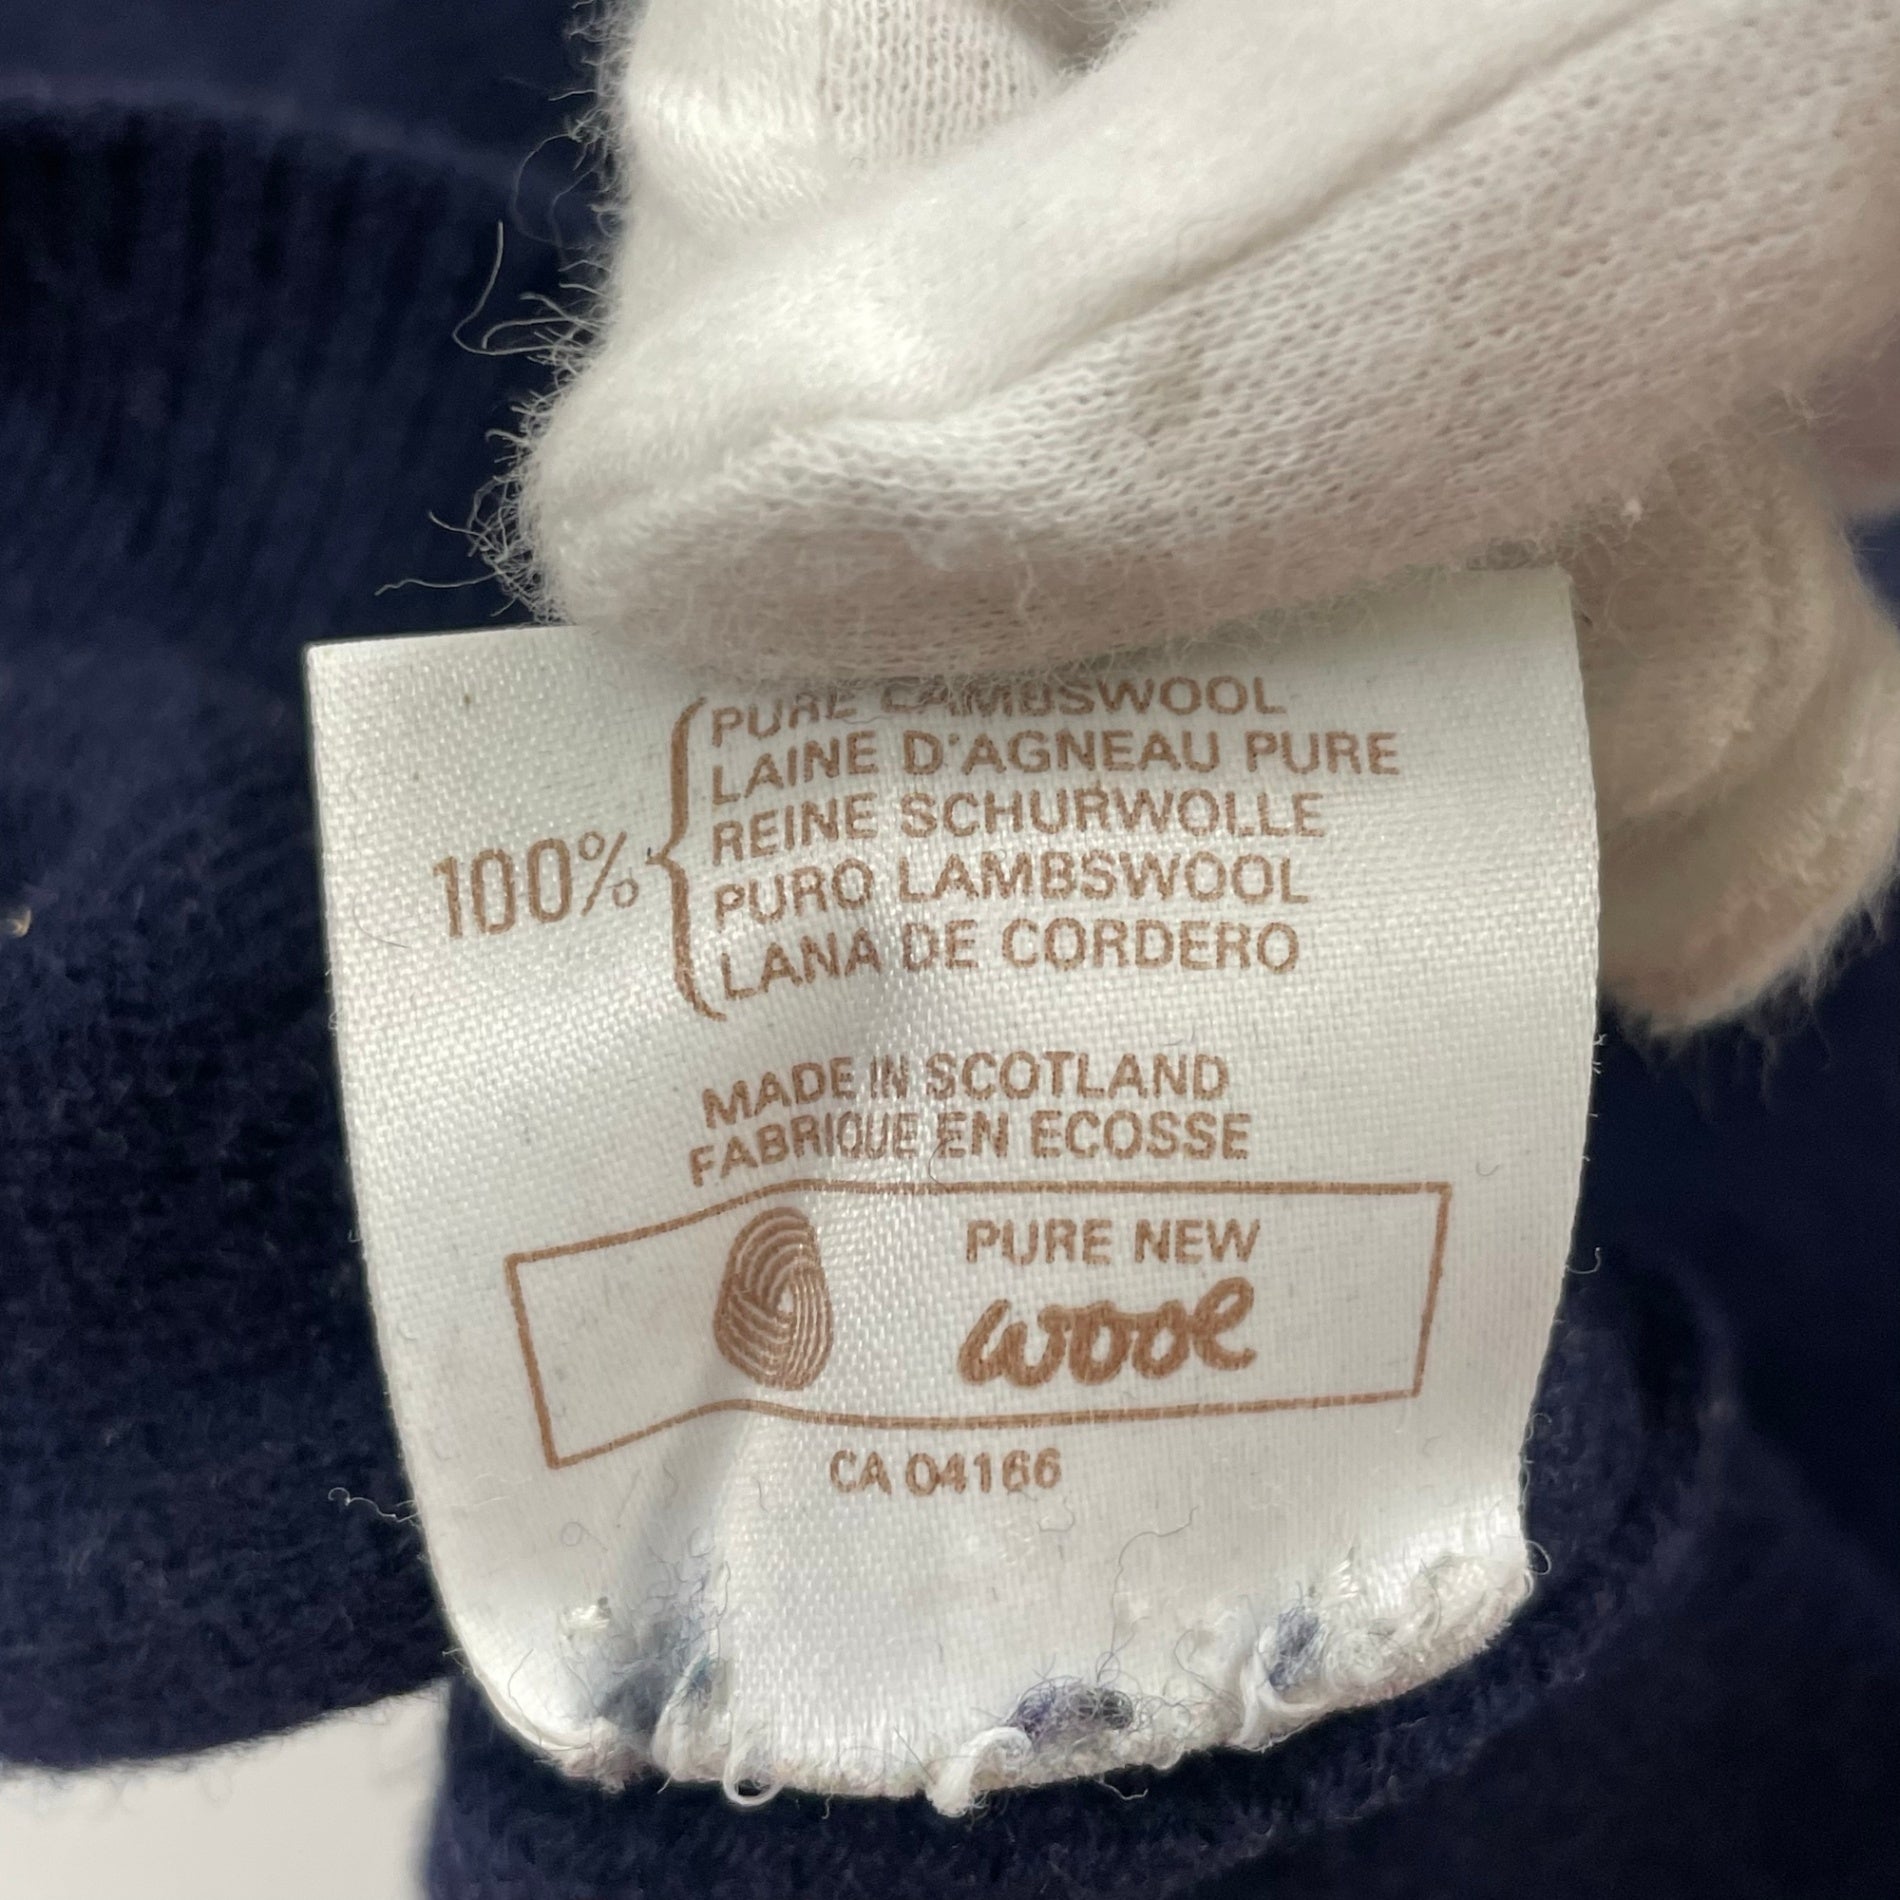 100%
PURE LAMBSWOOL
LAINE D'AGNEAU PURE
REINE SCHURWOLLE
PURO LAMBSWOOL
LANA DE CORDERO
MADE IN SCOTLAND
FABRIQUE EN ECOSSE
PURE NEW
wool
CA 04166